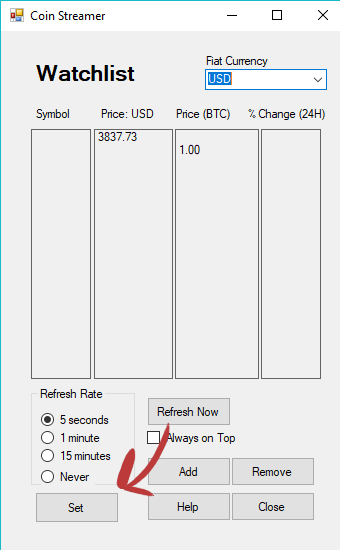 Coin Streamer
Fiat Currency
Watchlist
USD
Symbol Price: USD Price (BTC) % Change (24H)
3837.73
1.00
Refresh Rate
5 seconds
1 minute
15 minutes
Never
Set
Refresh Now
Always on Top
Add Remove
Help Close